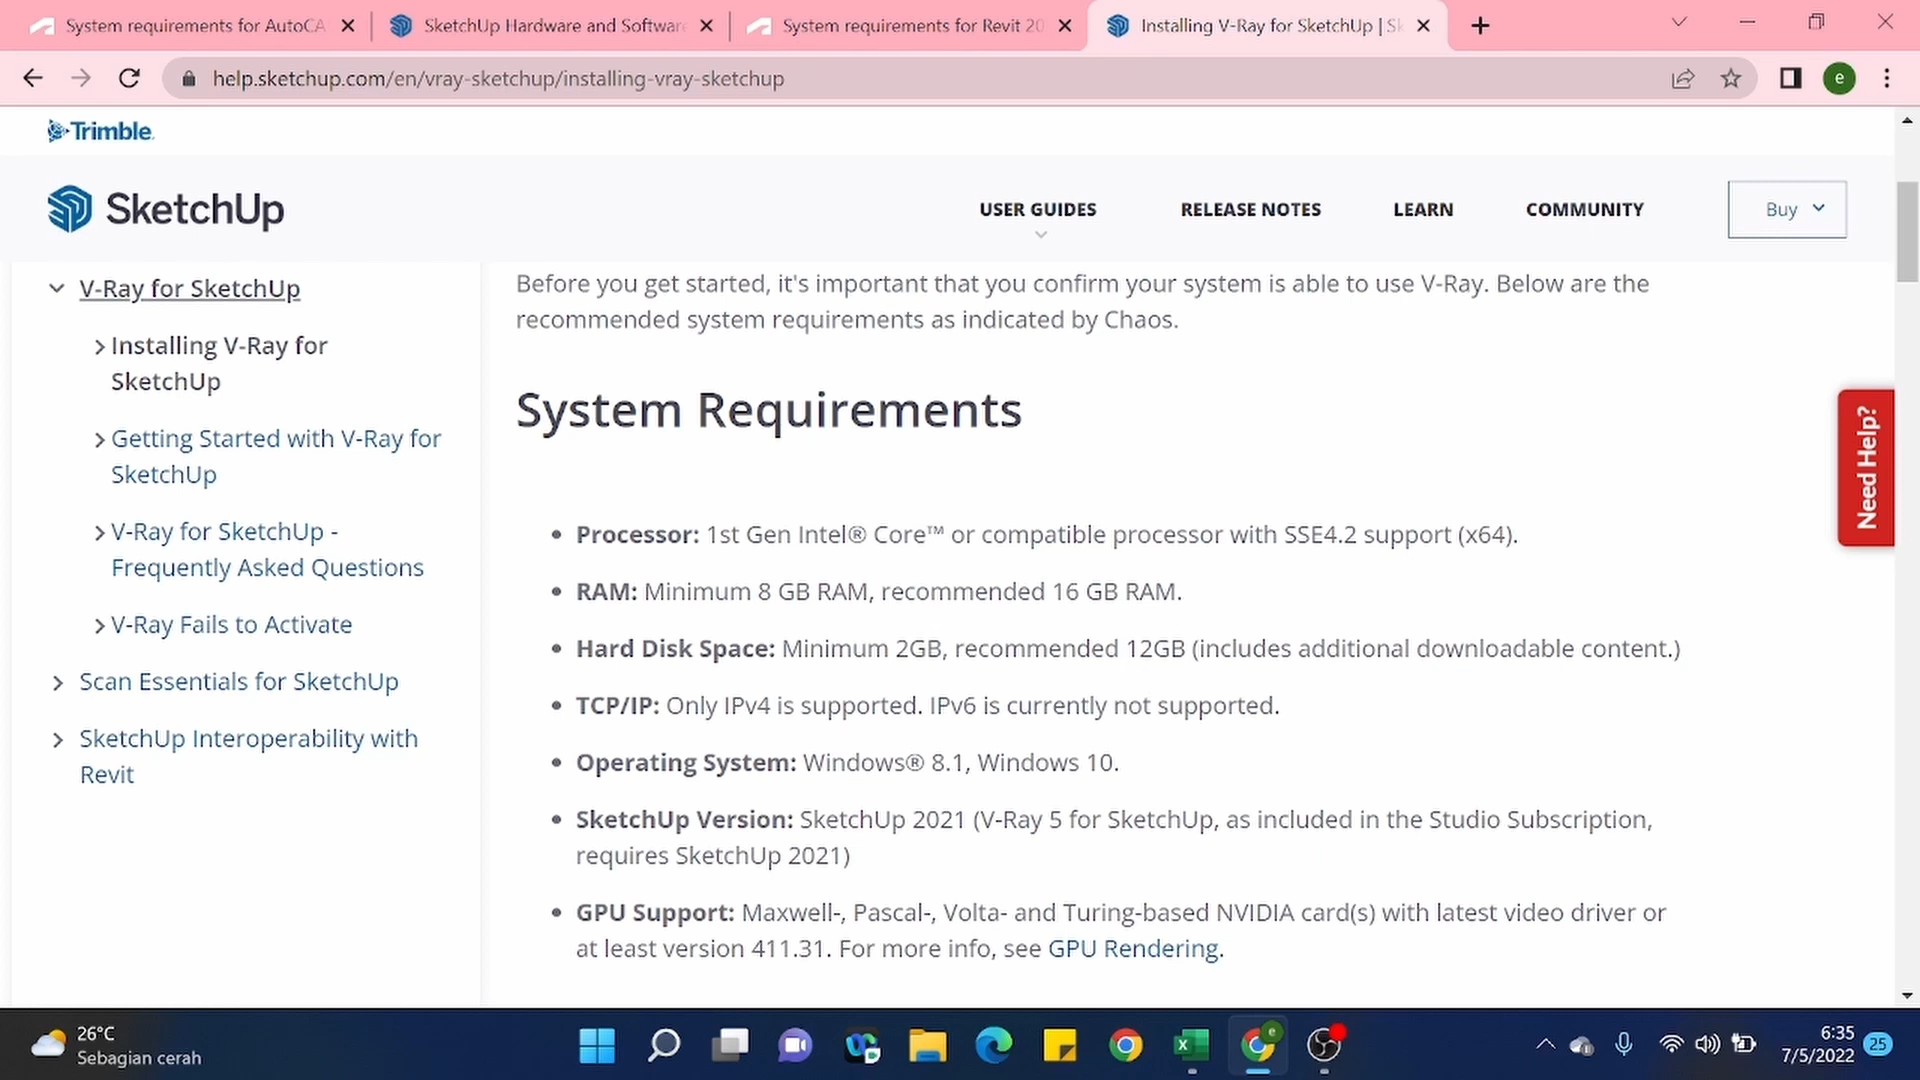 System requirements for AutoCA
SketchUp Hardware and Software
System requirements for Revit 20
Installing V-Ray for SketchUp | Sk
help.sketchup.com/en/vray-sketchup/installing-vray-sketchup
e
Trimble
SketchUp
USER GUIDES
RELEASE NOTES
LEARN
COMMUNITY
Buy
V-Ray for SketchUp
Installing V-Ray for
SketchUp
Getting Started with V-Ray for
SketchUp
V-Ray for SketchUp -
Frequently Asked Questions
V-Ray Fails to Activate
Scan Essentials for SketchUp
SketchUp Interoperability with
Revit
Before you get started, it's important that you confirm your system is able to use V-Ray. Below are the
recommended system requirements as indicated by Chaos.
System Requirements
• Processor: 1st Gen Intel® Core™ or compatible processor with SSE4.2 support (x64).
• RAM: Minimum 8 GB RAM, recommended 16 GB RAM.
• Hard Disk Space: Minimum 2GB, recommended 12GB (includes additional downloadable content.)
• TCP/IP: Only IPv4 is supported. IPv6 is currently not supported.
• Operating System: Windows® 8.1, Windows 10.
• SketchUp Version: SketchUp 2021 (V-Ray 5 for SketchUp, as included in the Studio Subscription,
requires SketchUp 2021)
• GPU Support: Maxwell-, Pascal-, Volta- and Turing-based NVIDIA card(s) with latest video driver or
at least version 411.31. For more info, see GPU Rendering.
Need Help?
26°C
Sebagian cerah
6:35
7/5/2022
25